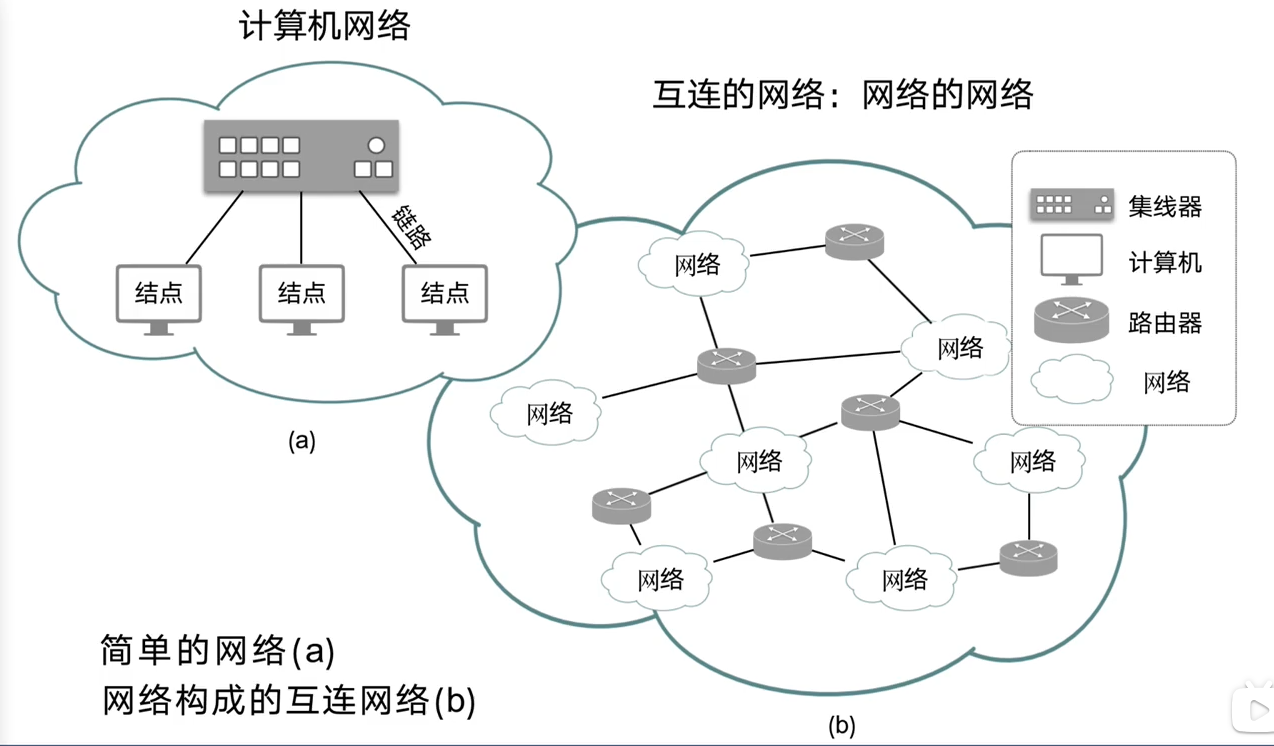 计算机网络
互连的网络：网络的网络
链路
结点
结点
结点
(a)
集线器
计算机
路由器
网络
网络
网络
网络
网络
网络
网络
网络
简单的网络(a)
网络构成的互连网络(b)
(b)